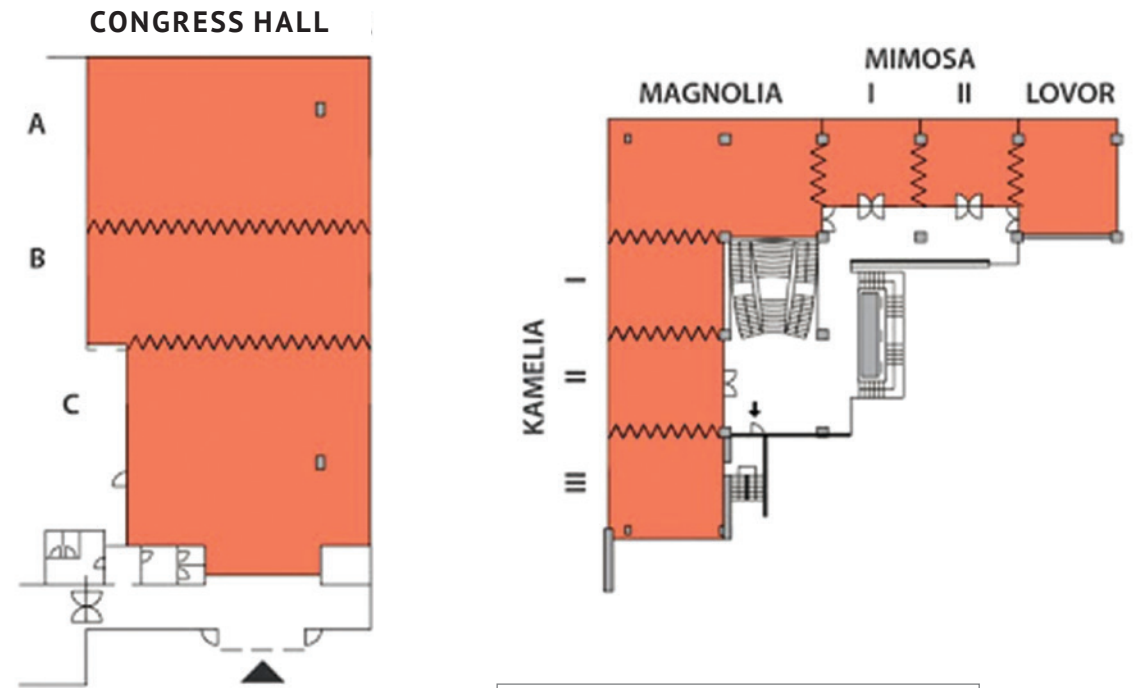 CONGRESS HALL
A
B
C
MIMOSA
MAGNOLIA I II LOVOR
KAMELIA
I
II
III